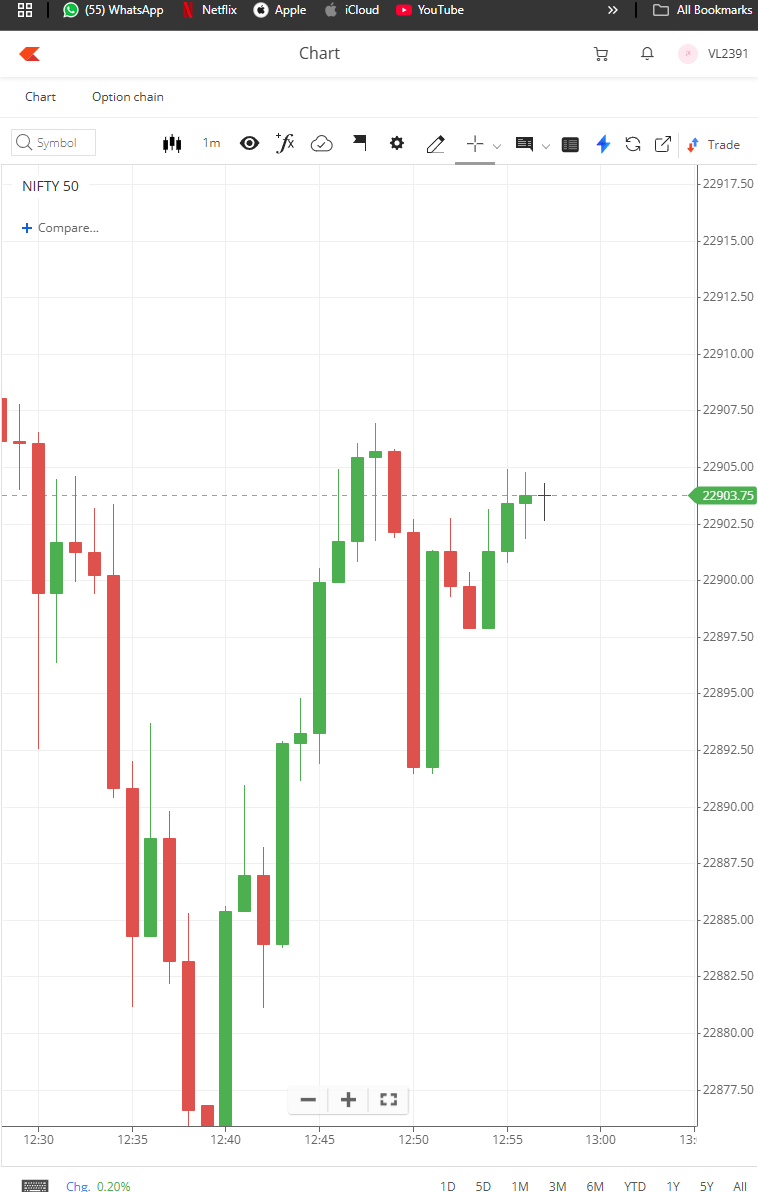 (55) WhatsApp Netflix Apple iCloud YouTube » All Bookmarks
Chart VL2391
Chart Option chain
Symbol 1m fx Trade
NIFTY 50
+ Compare...
22917.50
22915.00
22912.50
22910.00
22907.50
22905.00
22903.75
22902.50
22900.00
22897.50
22895.00
22892.50
22890.00
22887.50
22885.00
22882.50
22880.00
22877.50
12:30 12:35 12:40 12:45 12:50 12:55 13:00 13:
Chg. 0.20% 1D 5D 1M 3M 6M YTD 1Y 5Y All